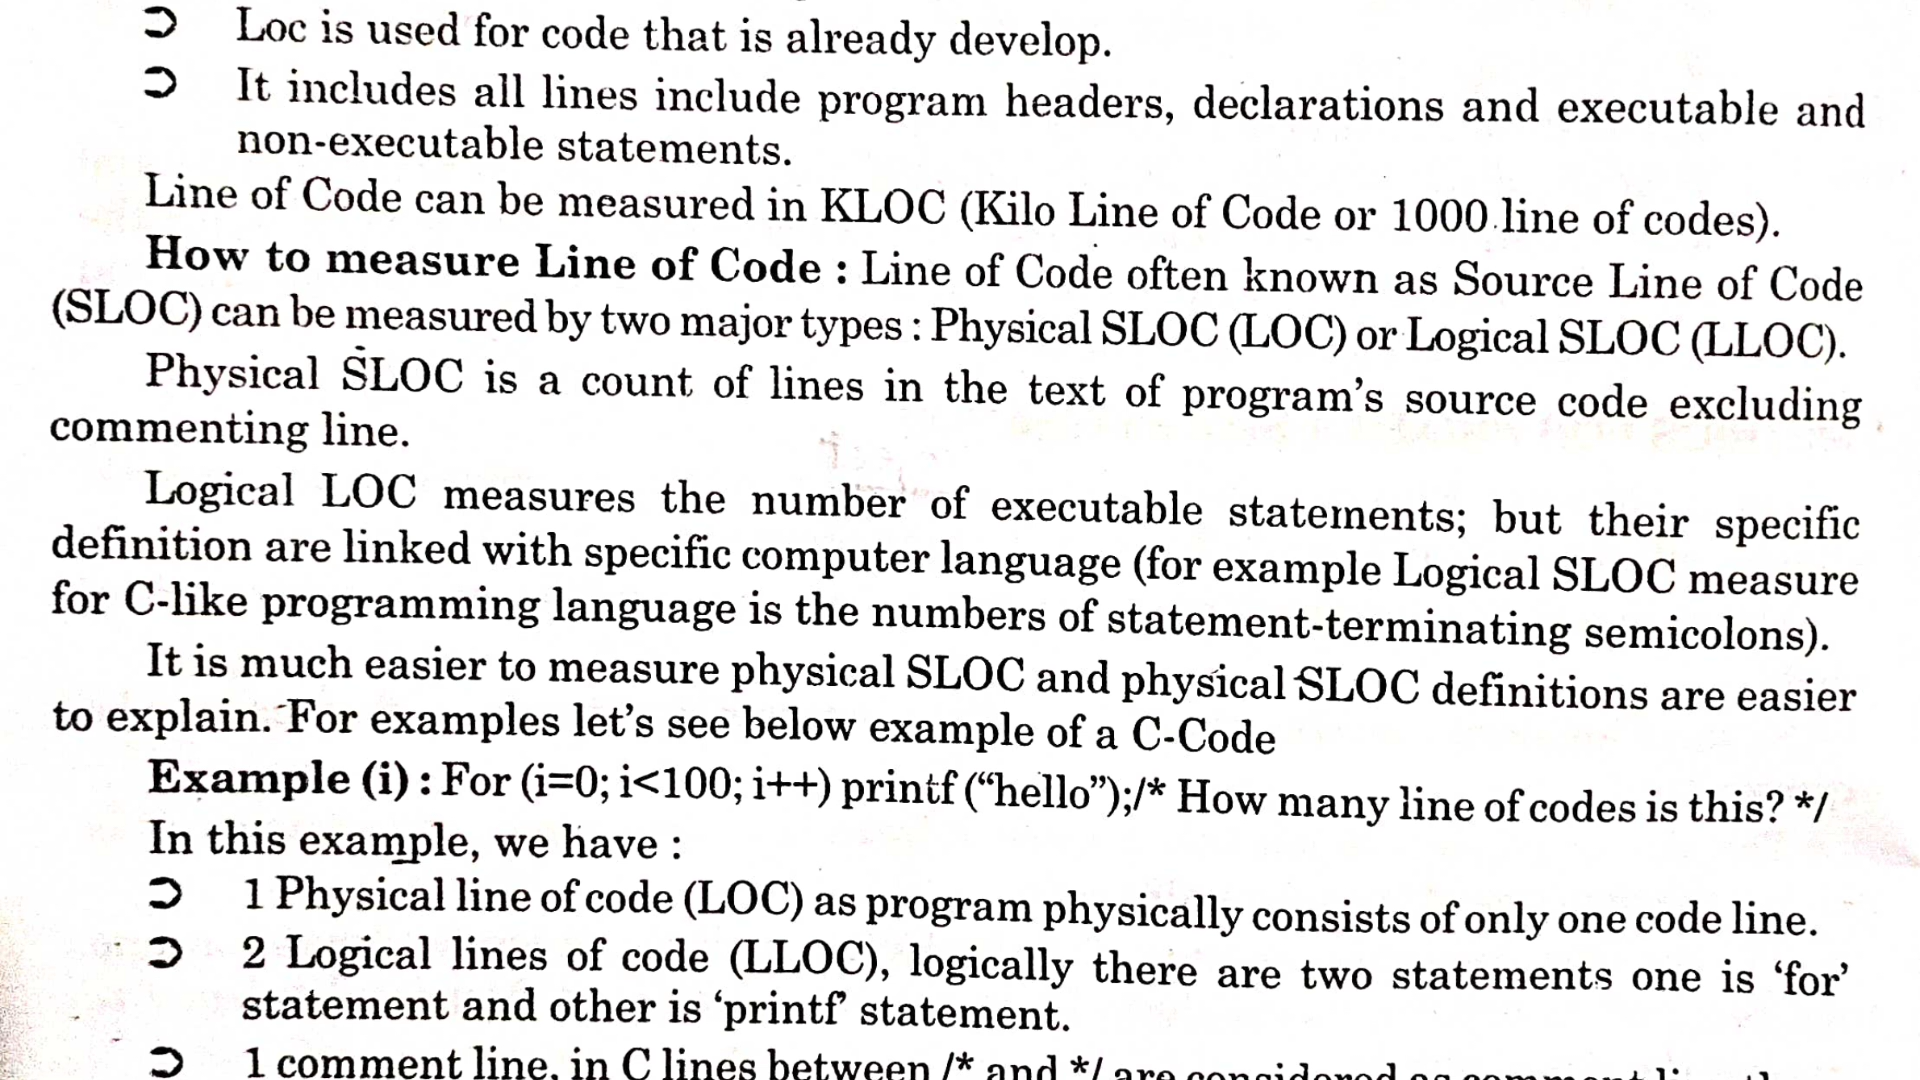 Loc is used for code that is already develop.
It includes all lines include program headers, declarations and executable and
non-executable statements.
Line of Code can be measured in KLOC (Kilo Line of Code or 1000 line of codes).
How to measure Line of Code : Line of Code often known as Source Line of Code
(SLOC) can be measured by two major types : Physical SLOC (LOC) or Logical SLOC (LLOC).
Physical SLOC is a count of lines in the text of program's source code excluding
commenting line.
Logical LOC measures the number of executable statements; but their specific
definition are linked with specific computer language (for example Logical SLOC measure
for C-like programming language is the numbers of statement-terminating semicolons).
It is much easier to measure physical SLOC and physical SLOC definitions are easier
to explain. For examples let's see below example of a C-Code
Example (i) : For (i=0; i<100; i++) printf (“hello”);/* How many line of codes is this? */
In this example, we have :
1 Physical line of code (LOC) as program physically consists of only one code line.
2 Logical lines of code (LLOC), logically there are two statements one is ‘for’
statement and other is ‘printf’ statement.
1 comment line, in C lines between /* and */ are considered as comment